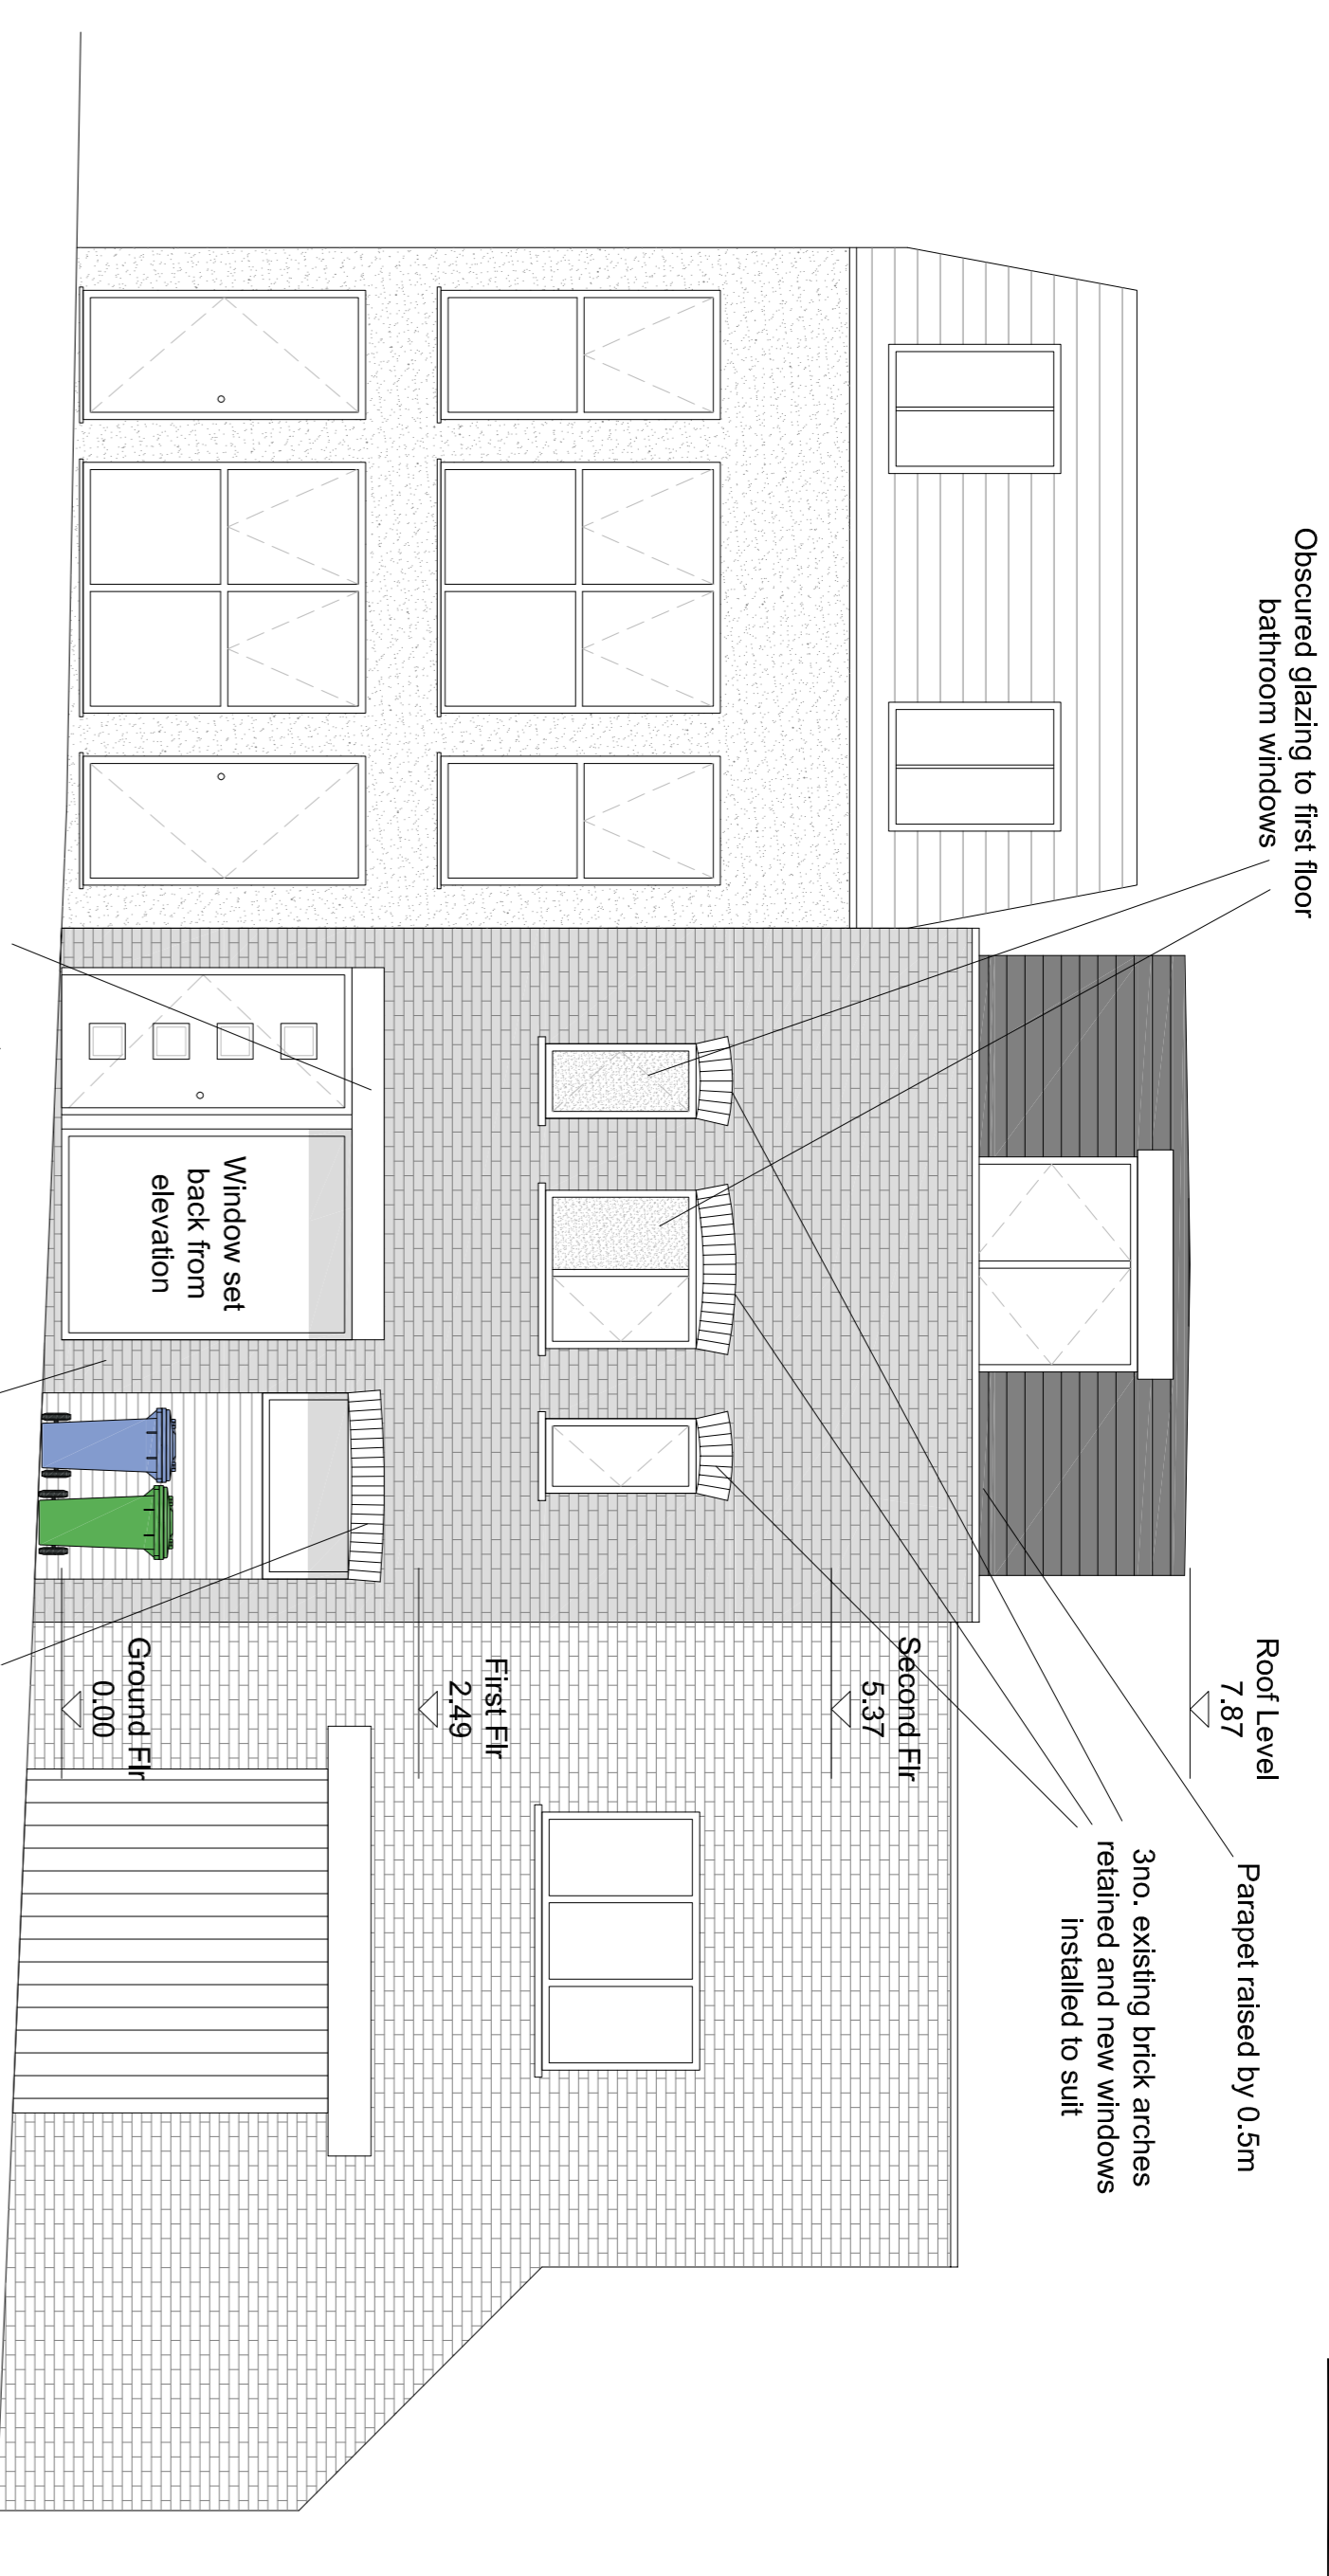 Obscured glazing to first floor
bathroom windows
Roof Level
7.87
Parapet raised by 0.5m
3no. existing brick arches
retained and new windows
installed to suit
Second Flr
5.37
First Flr
2.49
Window set
back from
elevation
Ground Flr
0.00